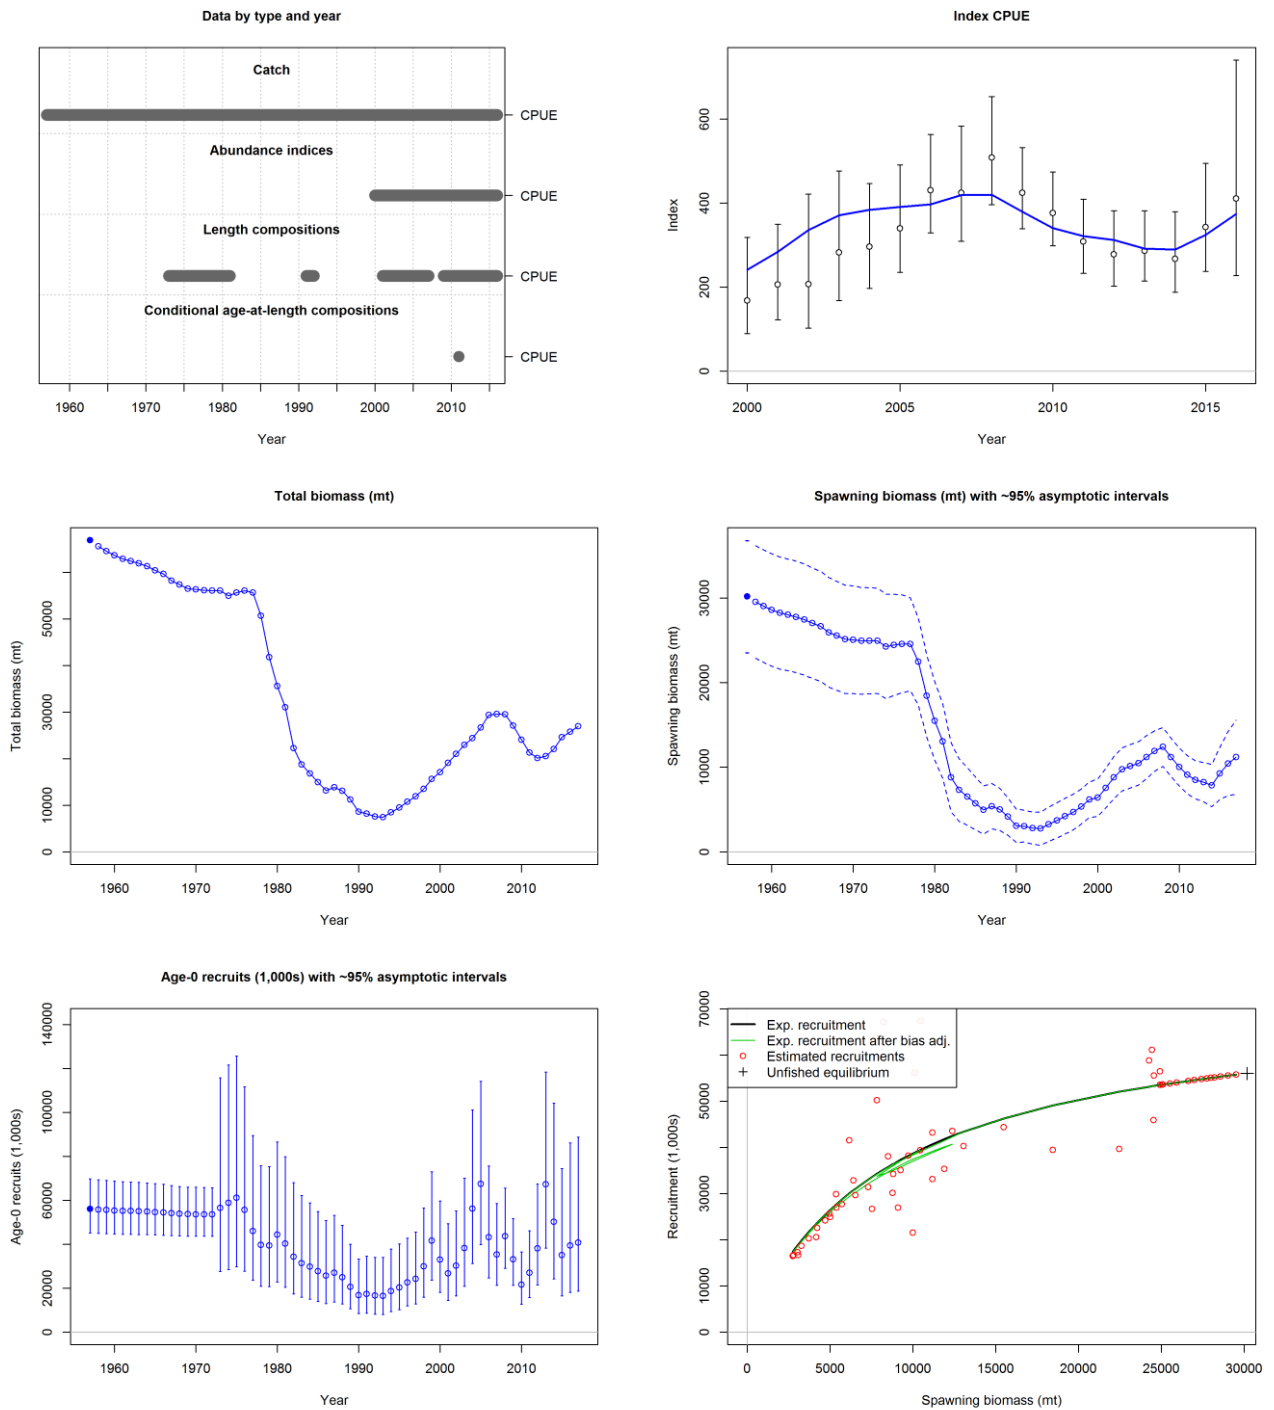 Data by type and year
Catch
CPUE
Abundance indices
CPUE
Length compositions
CPUE
Conditional age-at-length compositions
CPUE
1960 1970 1980 1990 2000 2010
Year
Index CPUE
Index
0 200 400 600
2000 2005 2010 2015
Year
Total biomass (mt)
Total biomass (mt)
0 10000 30000 50000
1960 1970 1980 1990 2000 2010
Year
Spawning biomass (mt) with ~95% asymptotic intervals
Spawning biomass (mt)
0 10000 20000 30000
1960 1970 1980 1990 2000 2010
Year
Age-0 recruits (1,000s) with ~95% asymptotic intervals
Age-0 recruits (1,000s)
0 20000 60000 100000 140000
1960 1970 1980 1990 2000 2010
Year
Exp. recruitment
Exp. recruitment after bias adj.
Estimated recruitments
Unfished equilibrium
Recruitment (1,000s)
0 10000 30000 50000 70000
0 5000 10000 15000 20000 25000 30000
Spawning biomass (mt)